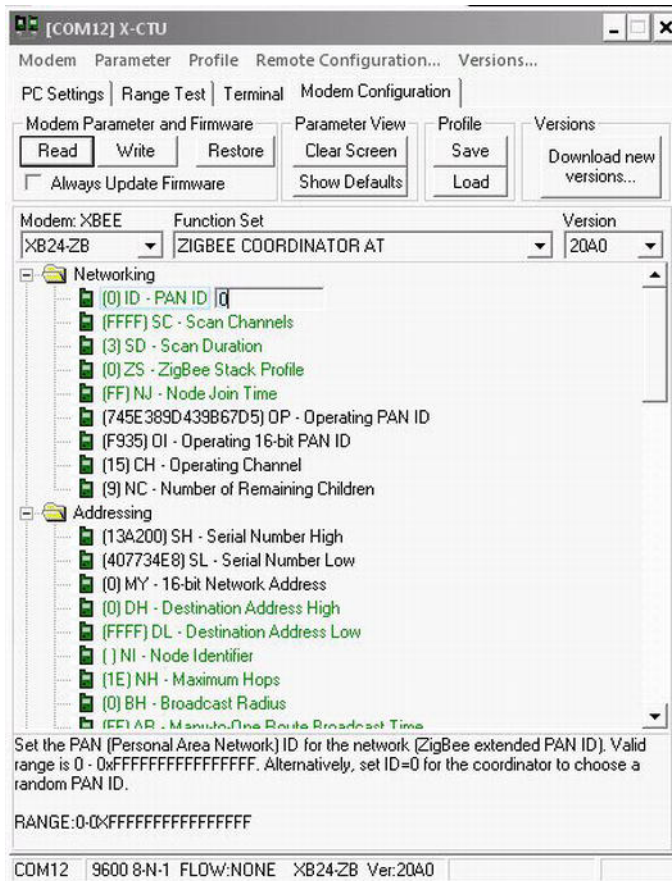 [COM12] X-CTU
Modem Parameter Profile Remote Configuration... Versions...
PC Settings Range Test Terminal Modem Configuration
Modem Parameter and Firmware Parameter View Profile Versions
Read Write Restore Clear Screen Save Download new versions...
Always Update Firmware Show Defaults Load
Modem: XBEE Function Set Version
XB24-ZB ZIGBEE COORDINATOR AT 20A0
Networking
(0) ID - PAN ID 0
(FFFF) SC - Scan Channels
(3) SD - Scan Duration
(0) ZS - ZigBee Stack Profile
(FF) NJ - Node Join Time
(745E389D439B67D5) OP - Operating PAN ID
(F935) OI - Operating 16-bit PAN ID
(15) CH - Operating Channel
(9) NC - Number of Remaining Children
Addressing
(13A200) SH - Serial Number High
(407734E8) SL - Serial Number Low
(0) MY - 16-bit Network Address
(0) DH - Destination Address High
(FFFF) DL - Destination Address Low
( ) NI - Node Identifier
(1E) NH - Maximum Hops
(0) BH - Broadcast Radius
(FF) AR - Many-to-One Route Broadcast Time
Set the PAN (Personal Area Network) ID for the network (ZigBee extended PAN ID). Valid
range is 0 - 0xFFFFFFFFFFFFFFFF. Alternatively, set ID=0 for the coordinator to choose a
random PAN ID.
RANGE:0-0XFFFFFFFFFFFFFFFF
COM12 9600 8-N-1 FLOW:NONE XB24-ZB Ver:20A0